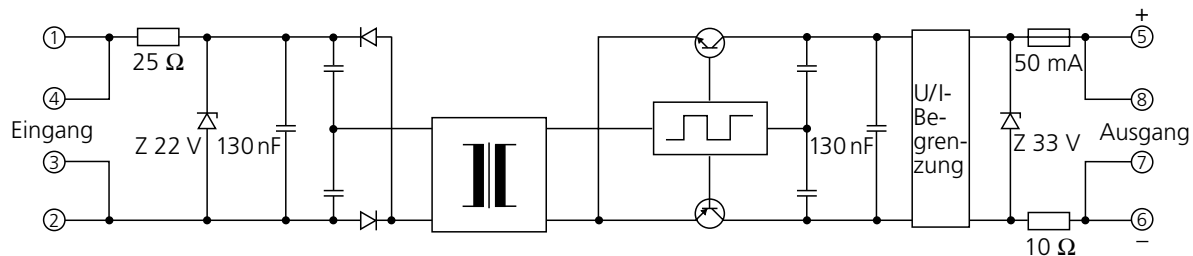 1
25 Ω
4
Eingang
Z 22 V
130 nF
3
2
130 nF
U/I-
Be-
gren-
zung
50 mA
+
5
8
Z 33 V
Ausgang
7
10 Ω
6
−